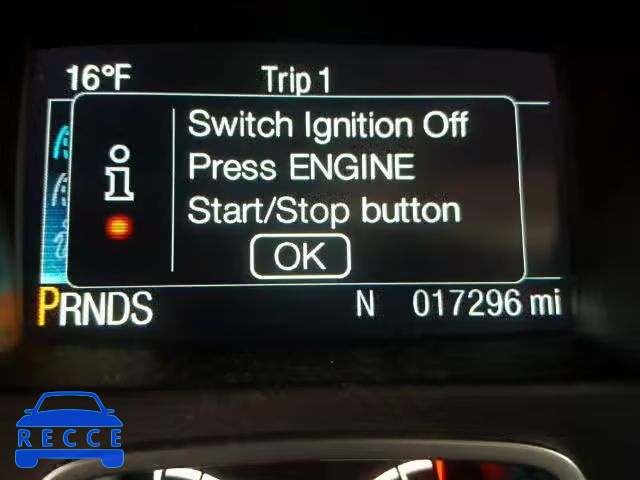 16°F Trip 1
Switch Ignition Off
Press ENGINE
Start/Stop button
OK
PRNDS N 017296 mi
RECCE